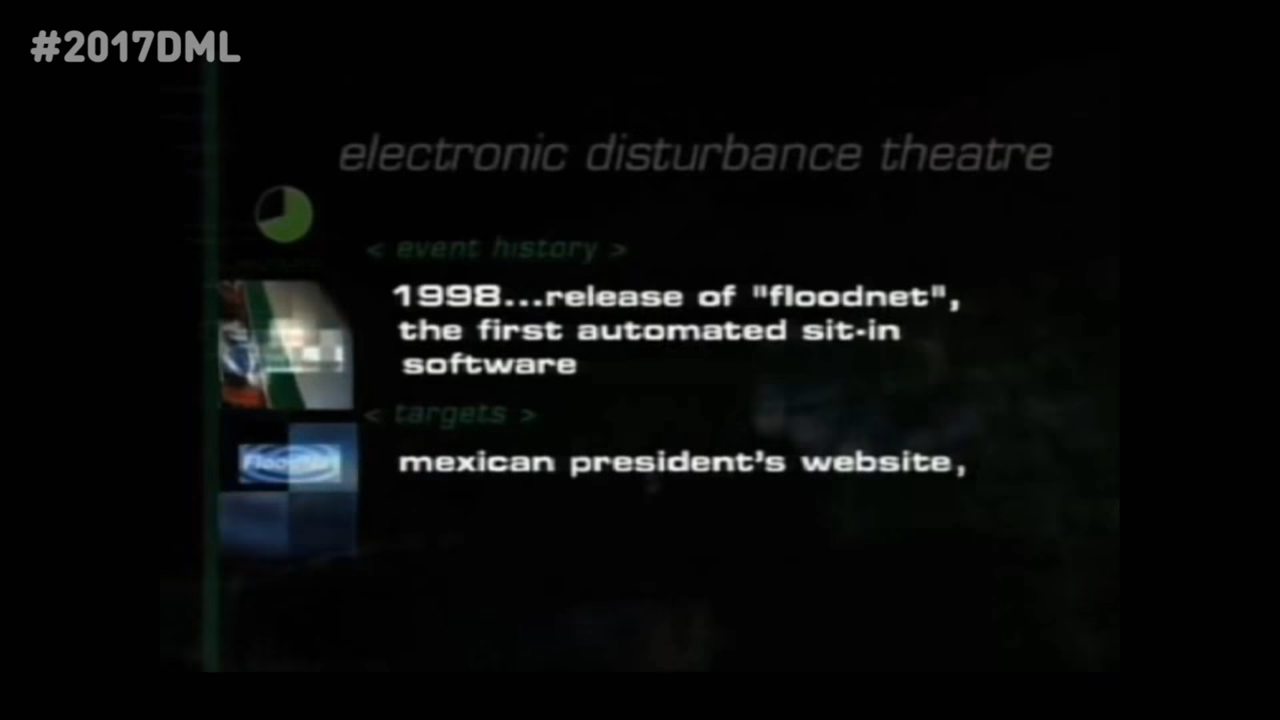 #2017DML
electronic disturbance theatre
< event history >
1998...release of "floodnet",
the first automated sit-in
software
< targets >
mexican president's website,